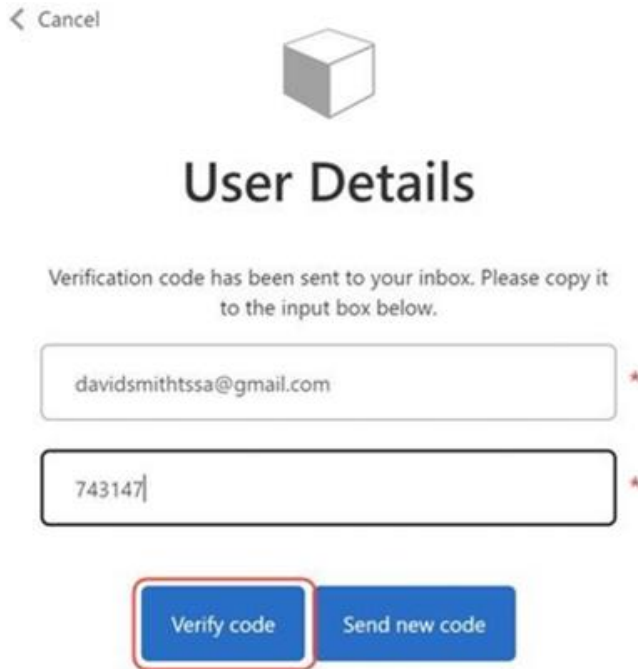 Cancel
User Details
Verification code has been sent to your inbox. Please copy it
to the input box below.
davidsmithtssa@gmail.com
*
743147
*
Verify code
Send new code